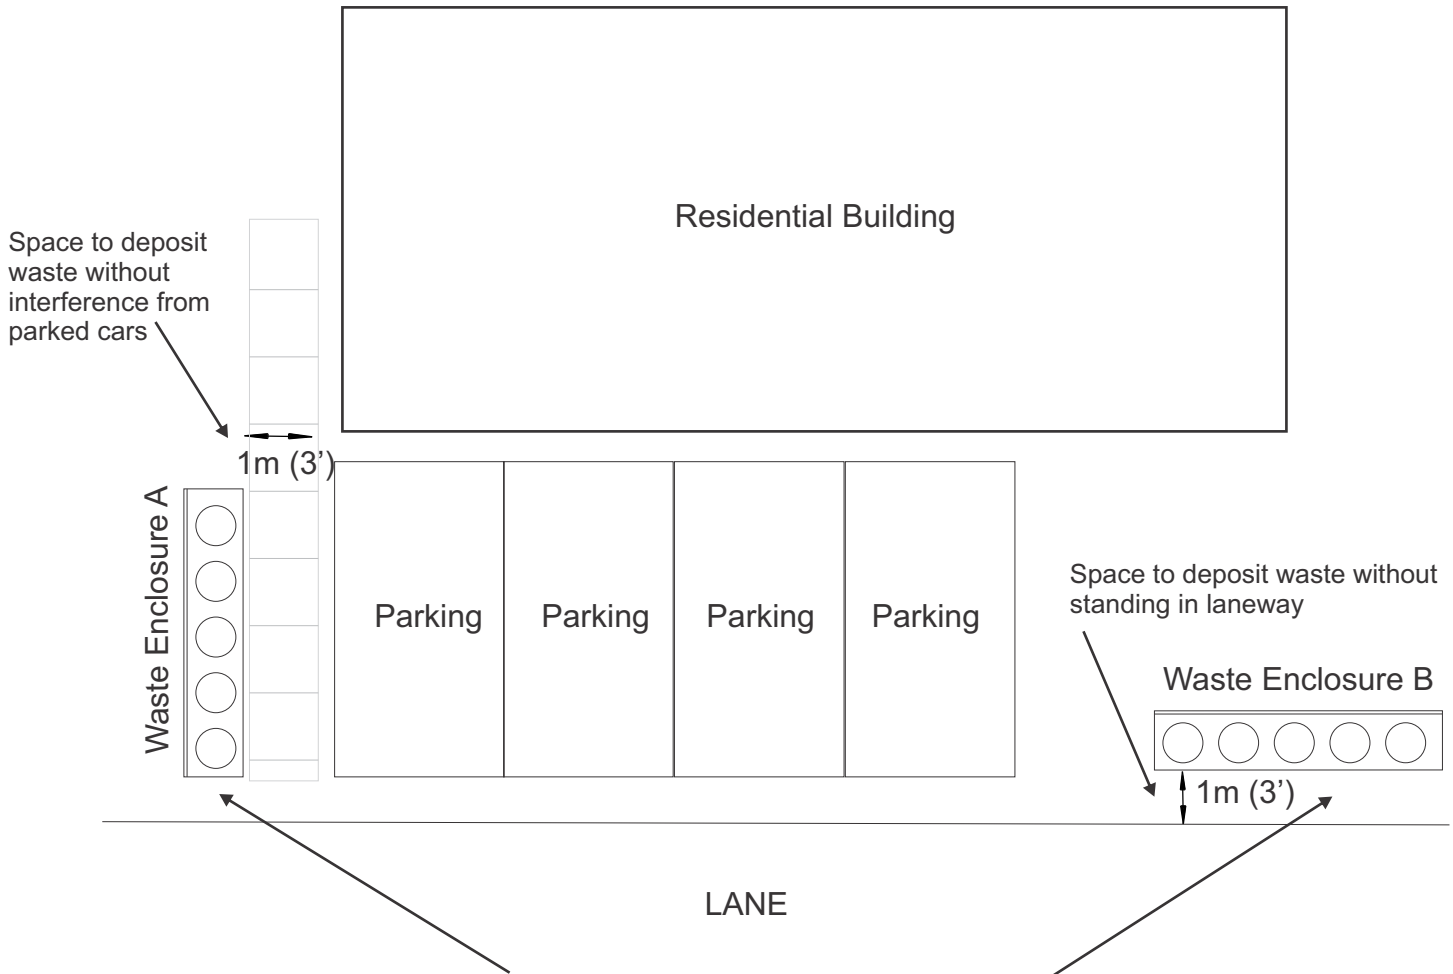 Residential Building
Space to deposit
waste without
interference from
parked cars
1m (3’)
Waste Enclosure A
Parking
Parking
Parking
Parking
Space to deposit waste without
standing in laneway
Waste Enclosure B
1m (3’)
LANE